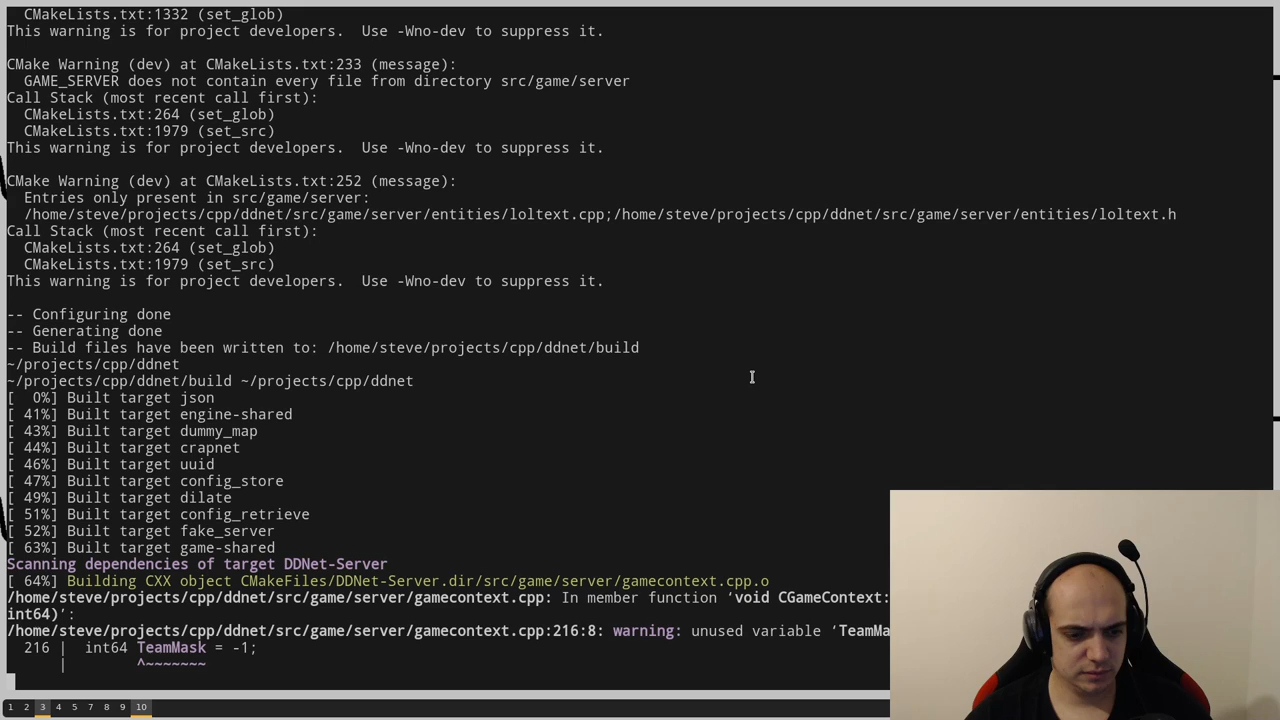 CMakeLists.txt:1332 (set_glob)
This warning is for project developers.  Use -Wno-dev to suppress it.
CMake Warning (dev) at CMakeLists.txt:233 (message):
GAME_SERVER does not contain every file from directory src/game/server
Call Stack (most recent call first):
CMakeLists.txt:264 (set_glob)
CMakeLists.txt:1979 (set_src)
This warning is for project developers.  Use -Wno-dev to suppress it.
CMake Warning (dev) at CMakeLists.txt:252 (message):
Entries only present in src/game/server:
/home/steve/projects/cpp/ddnet/src/game/server/entities/loltext.cpp;/home/steve/projects/cpp/ddnet/src/game/server/entities/loltext.h
Call Stack (most recent call first):
CMakeLists.txt:264 (set_glob)
CMakeLists.txt:1979 (set_src)
This warning is for project developers.  Use -Wno-dev to suppress it.
-- Configuring done
-- Generating done
-- Build files have been written to: /home/steve/projects/cpp/ddnet/build
~/projects/cpp/ddnet
~/projects/cpp/ddnet/build ~/projects/cpp/ddnet
[  0%] Built target json
[ 41%] Built target engine-shared
[ 43%] Built target dummy_map
[ 44%] Built target crapnet
[ 46%] Built target uuid
[ 47%] Built target config_store
[ 49%] Built target dilate
[ 51%] Built target config_retrieve
[ 52%] Built target fake_server
[ 63%] Built target game-shared
Scanning dependencies of target DDNet-Server
[ 64%] Building CXX object CMakeFiles/DDNet-Server.dir/src/game/server/gamecontext.cpp.o
/home/steve/projects/cpp/ddnet/src/game/server/gamecontext.cpp: In member function ‘void CGameContext:
int64)’:
/home/steve/projects/cpp/ddnet/src/game/server/gamecontext.cpp:216:8: warning: unused variable ‘TeamMa
216 |  int64 TeamMask = -1;
|        ^~~~~~~~
1 2 3 4 5 6 7 8 9 10